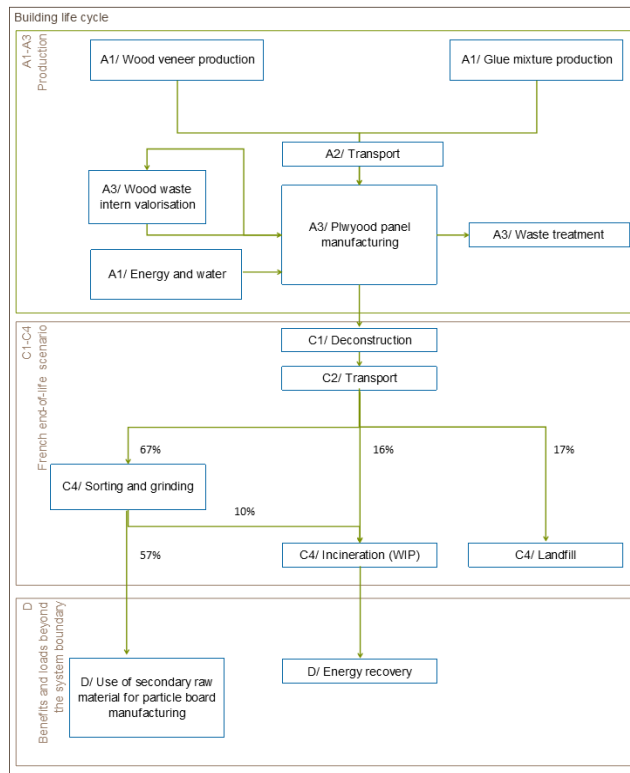 Building life cycle
A1-A3
Production
A1/ Wood veneer production
A1/ Glue mixture production
A2/ Transport
A3/ Wood waste
intern valorisation
A3/ Plwyood panel
manufacturing
A3/ Waste treatment
A1/ Energy and water
C1-C4
French end-of-life scenario
C1/ Deconstruction
C2/ Transport
67%
16%
17%
C4/ Sorting and grinding
10%
57%
C4/ Incineration (WIP)
C4/ Landfill
D
Benefits and loads beyond
the system boundary
D/ Use of secondary raw
material for particle board
manufacturing
D/ Energy recovery